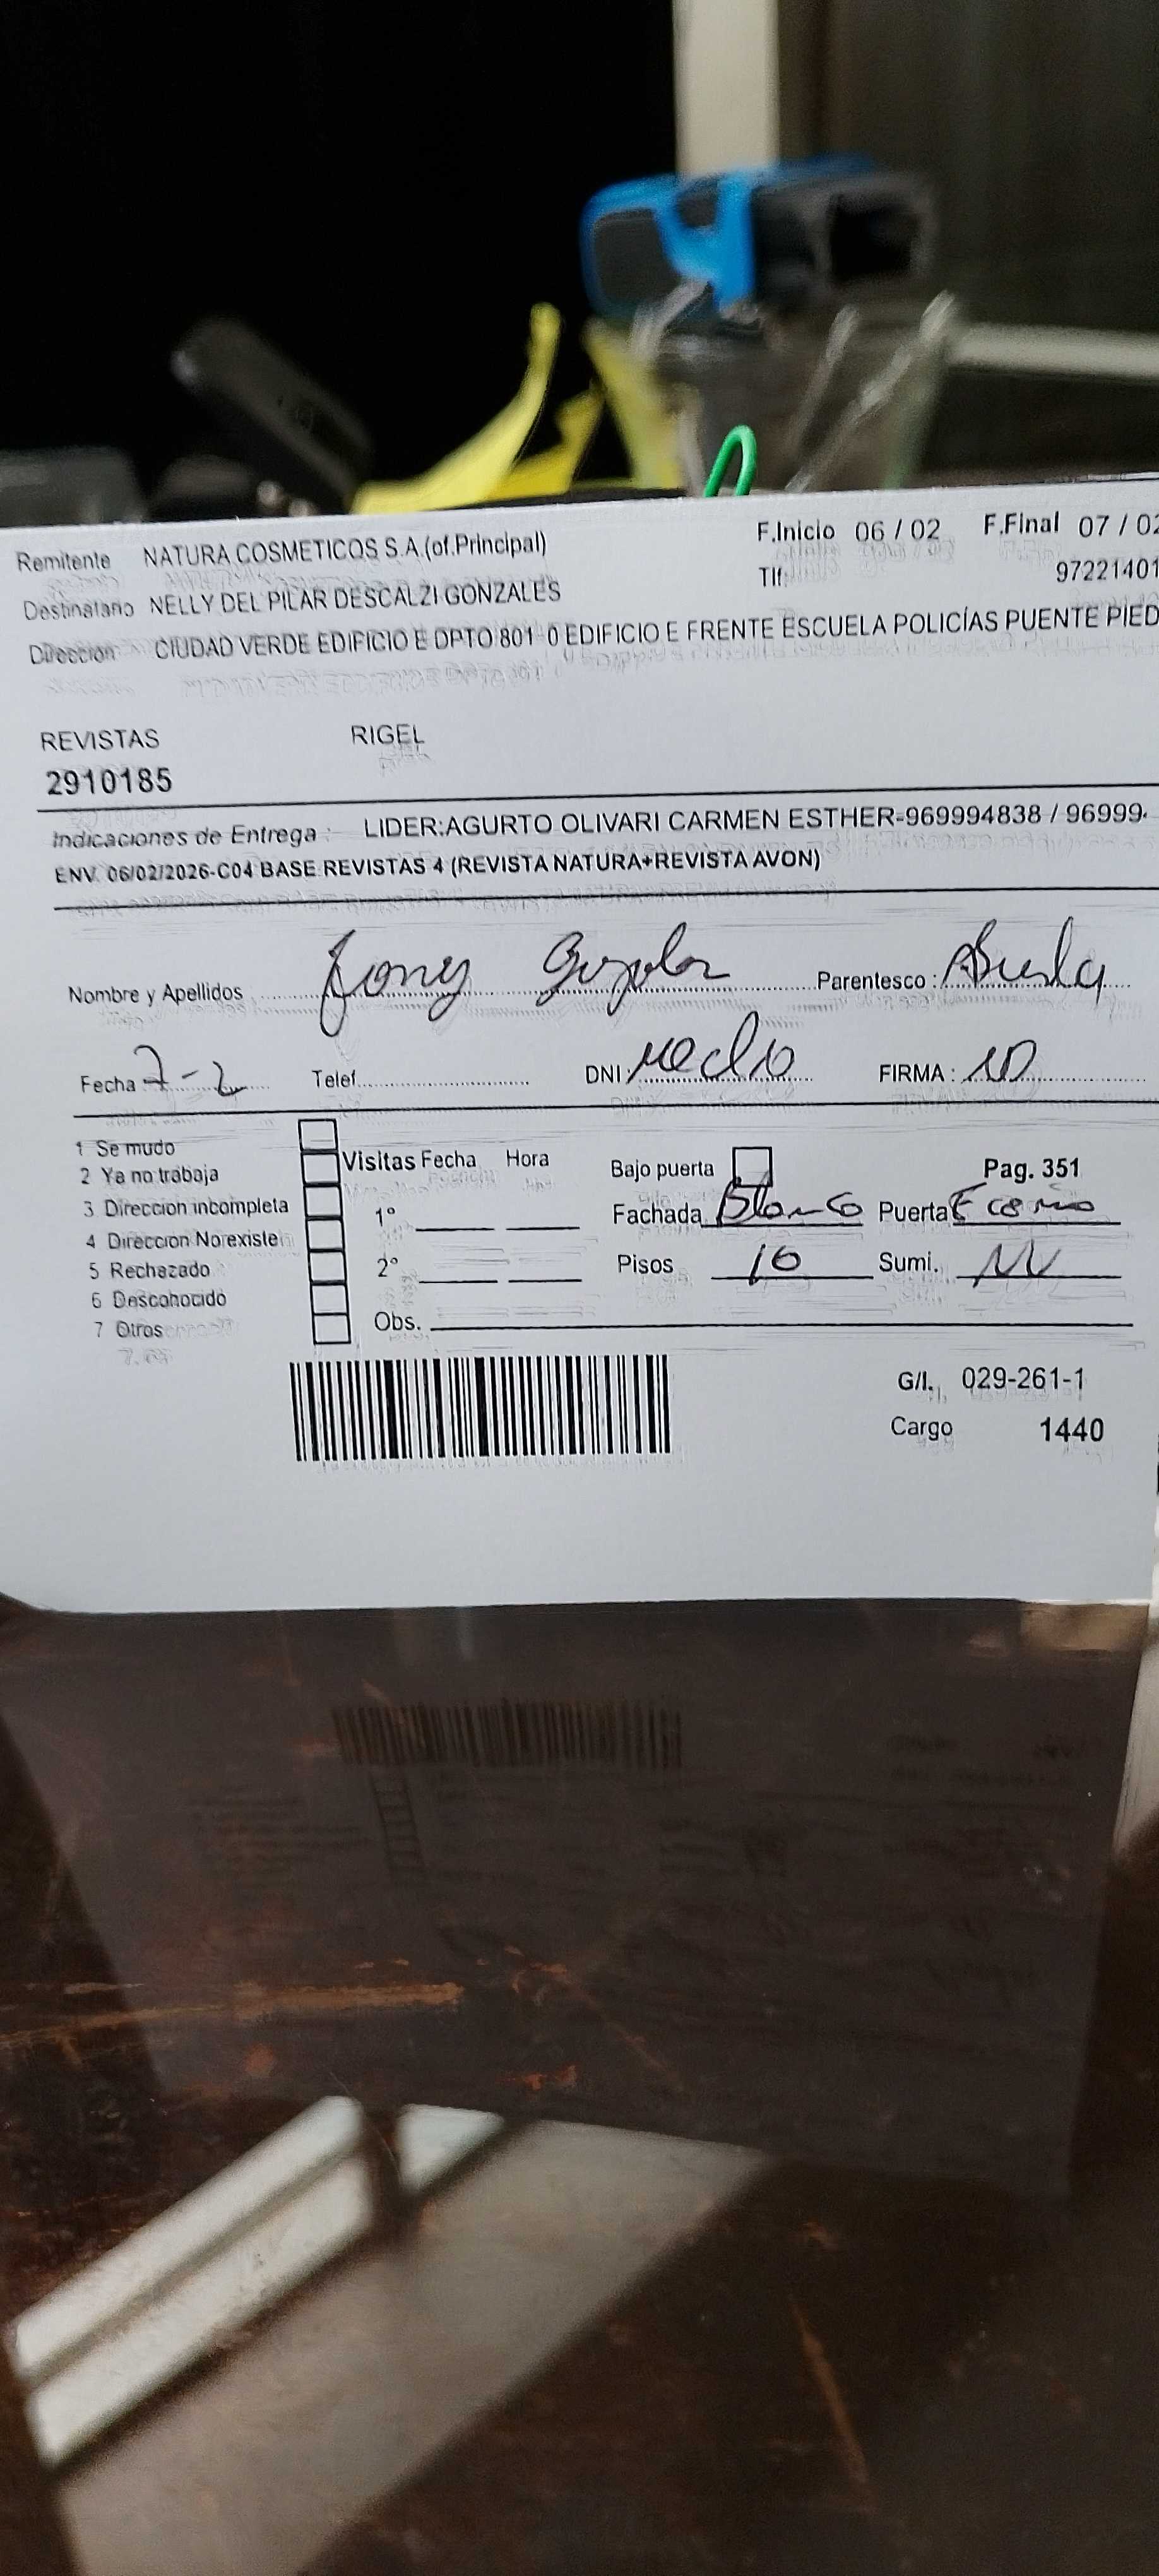 Remitente NATURA COSMETICOS S.A.(of.Principal) F.Inicio 06 / 02 F.Final 07 / 02
Destinatario NELLY DEL PILAR DESCALZI GONZALES Tlf: 97221401
Dirección CIUDAD VERDE EDIFICIO E DPTO 801-0 EDIFICIO E FRENTE ESCUELA POLICÍAS PUENTE PIED
REVISTAS RIGEL
2910185
Indicaciones de Entrega : LIDER:AGURTO OLIVARI CARMEN ESTHER-969994838 / 96999
ENV. 06/02/2026-C04 BASE REVISTAS 4 (REVISTA NATURA+REVISTA AVON)
Nombre y Apellidos Parentesco : Abuela
Fecha 7-2 Telef. DNI: FIRMA :
1 Se mudo
2 Ya no trabaja Visitas Fecha Hora Bajo puerta Pag. 351
3 Direccion incompleta 1° Fachada Blanco Puerta
4 Direccion No existe 2° Pisos 10 Sumi.
5 Rechazado
6 Desconocido
7 Otros Obs.
G/I. 029-261-1
Cargo 1440